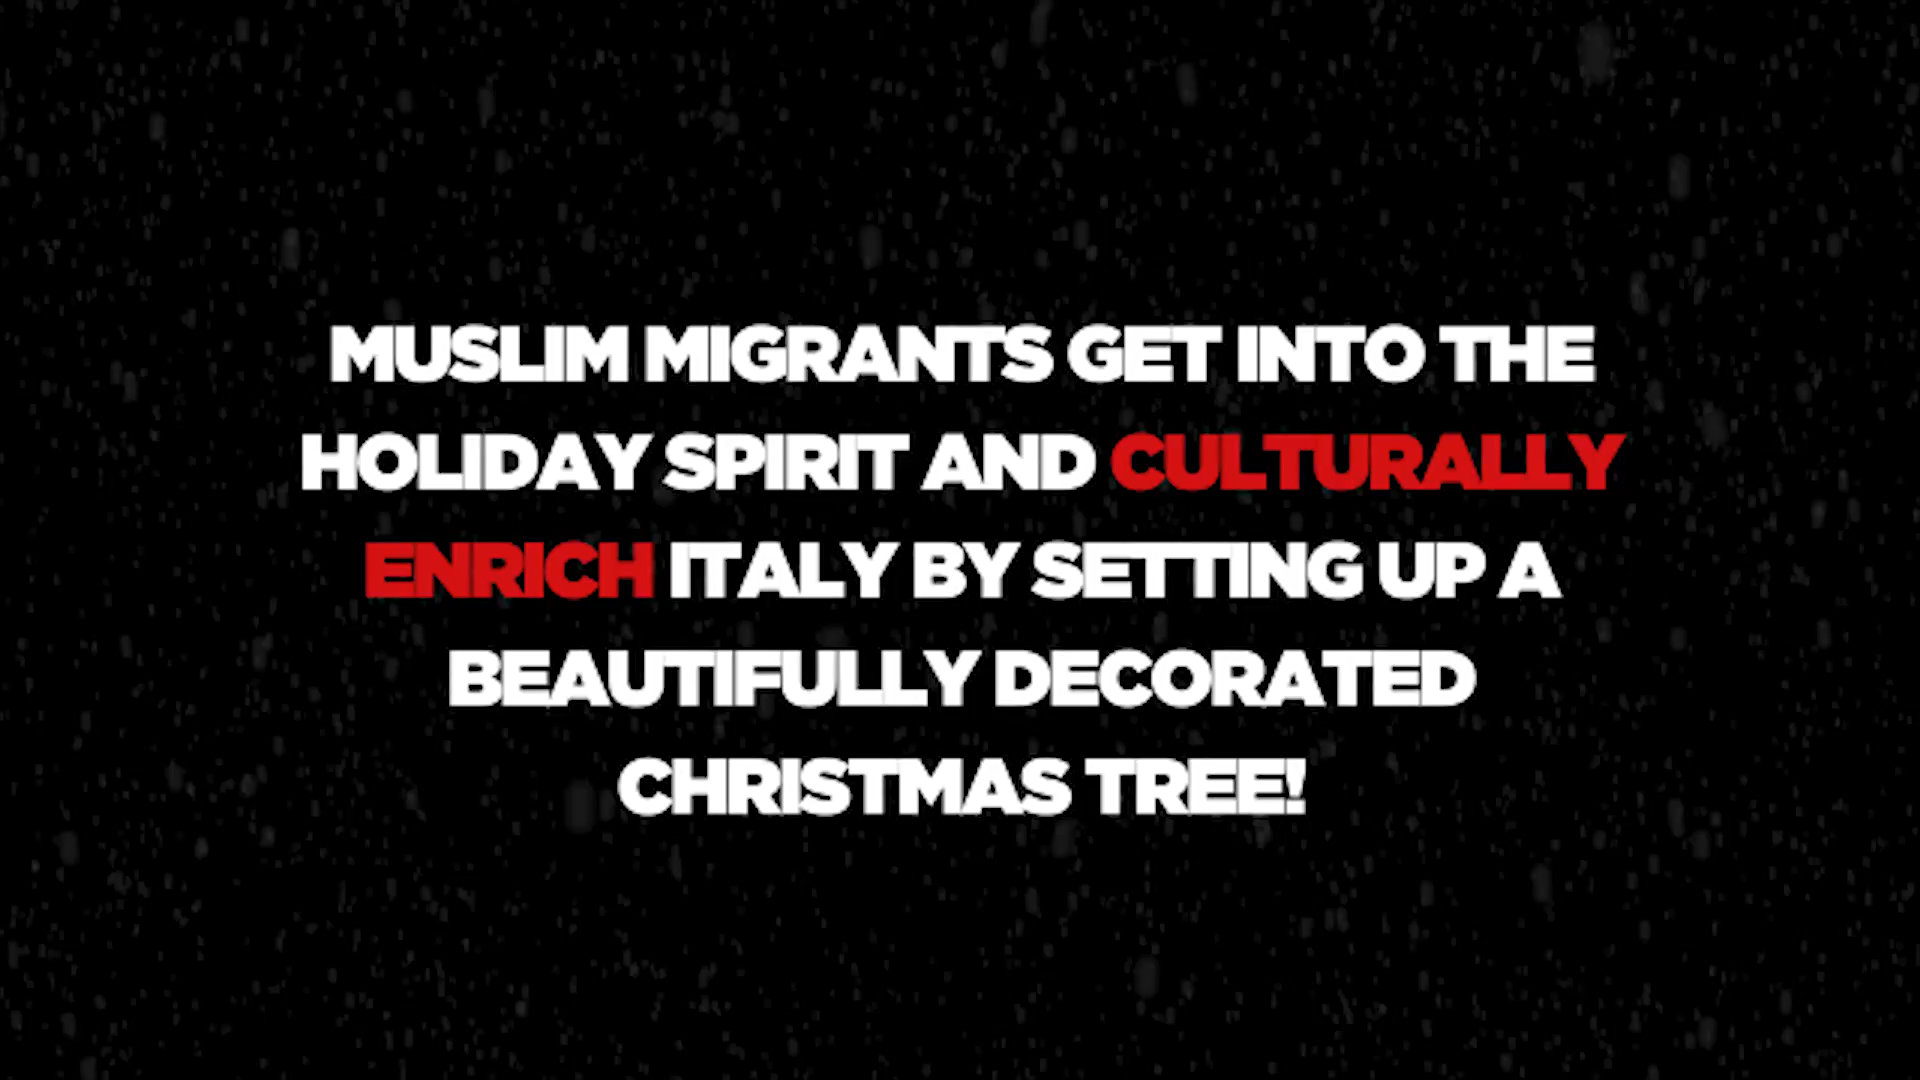 MUSLIM MIGRANTS GET INTO THE
HOLIDAY SPIRIT AND CULTURALLY
ENRICH ITALY BY SETTING UP A
BEAUTIFULLY DECORATED
CHRISTMAS TREE!